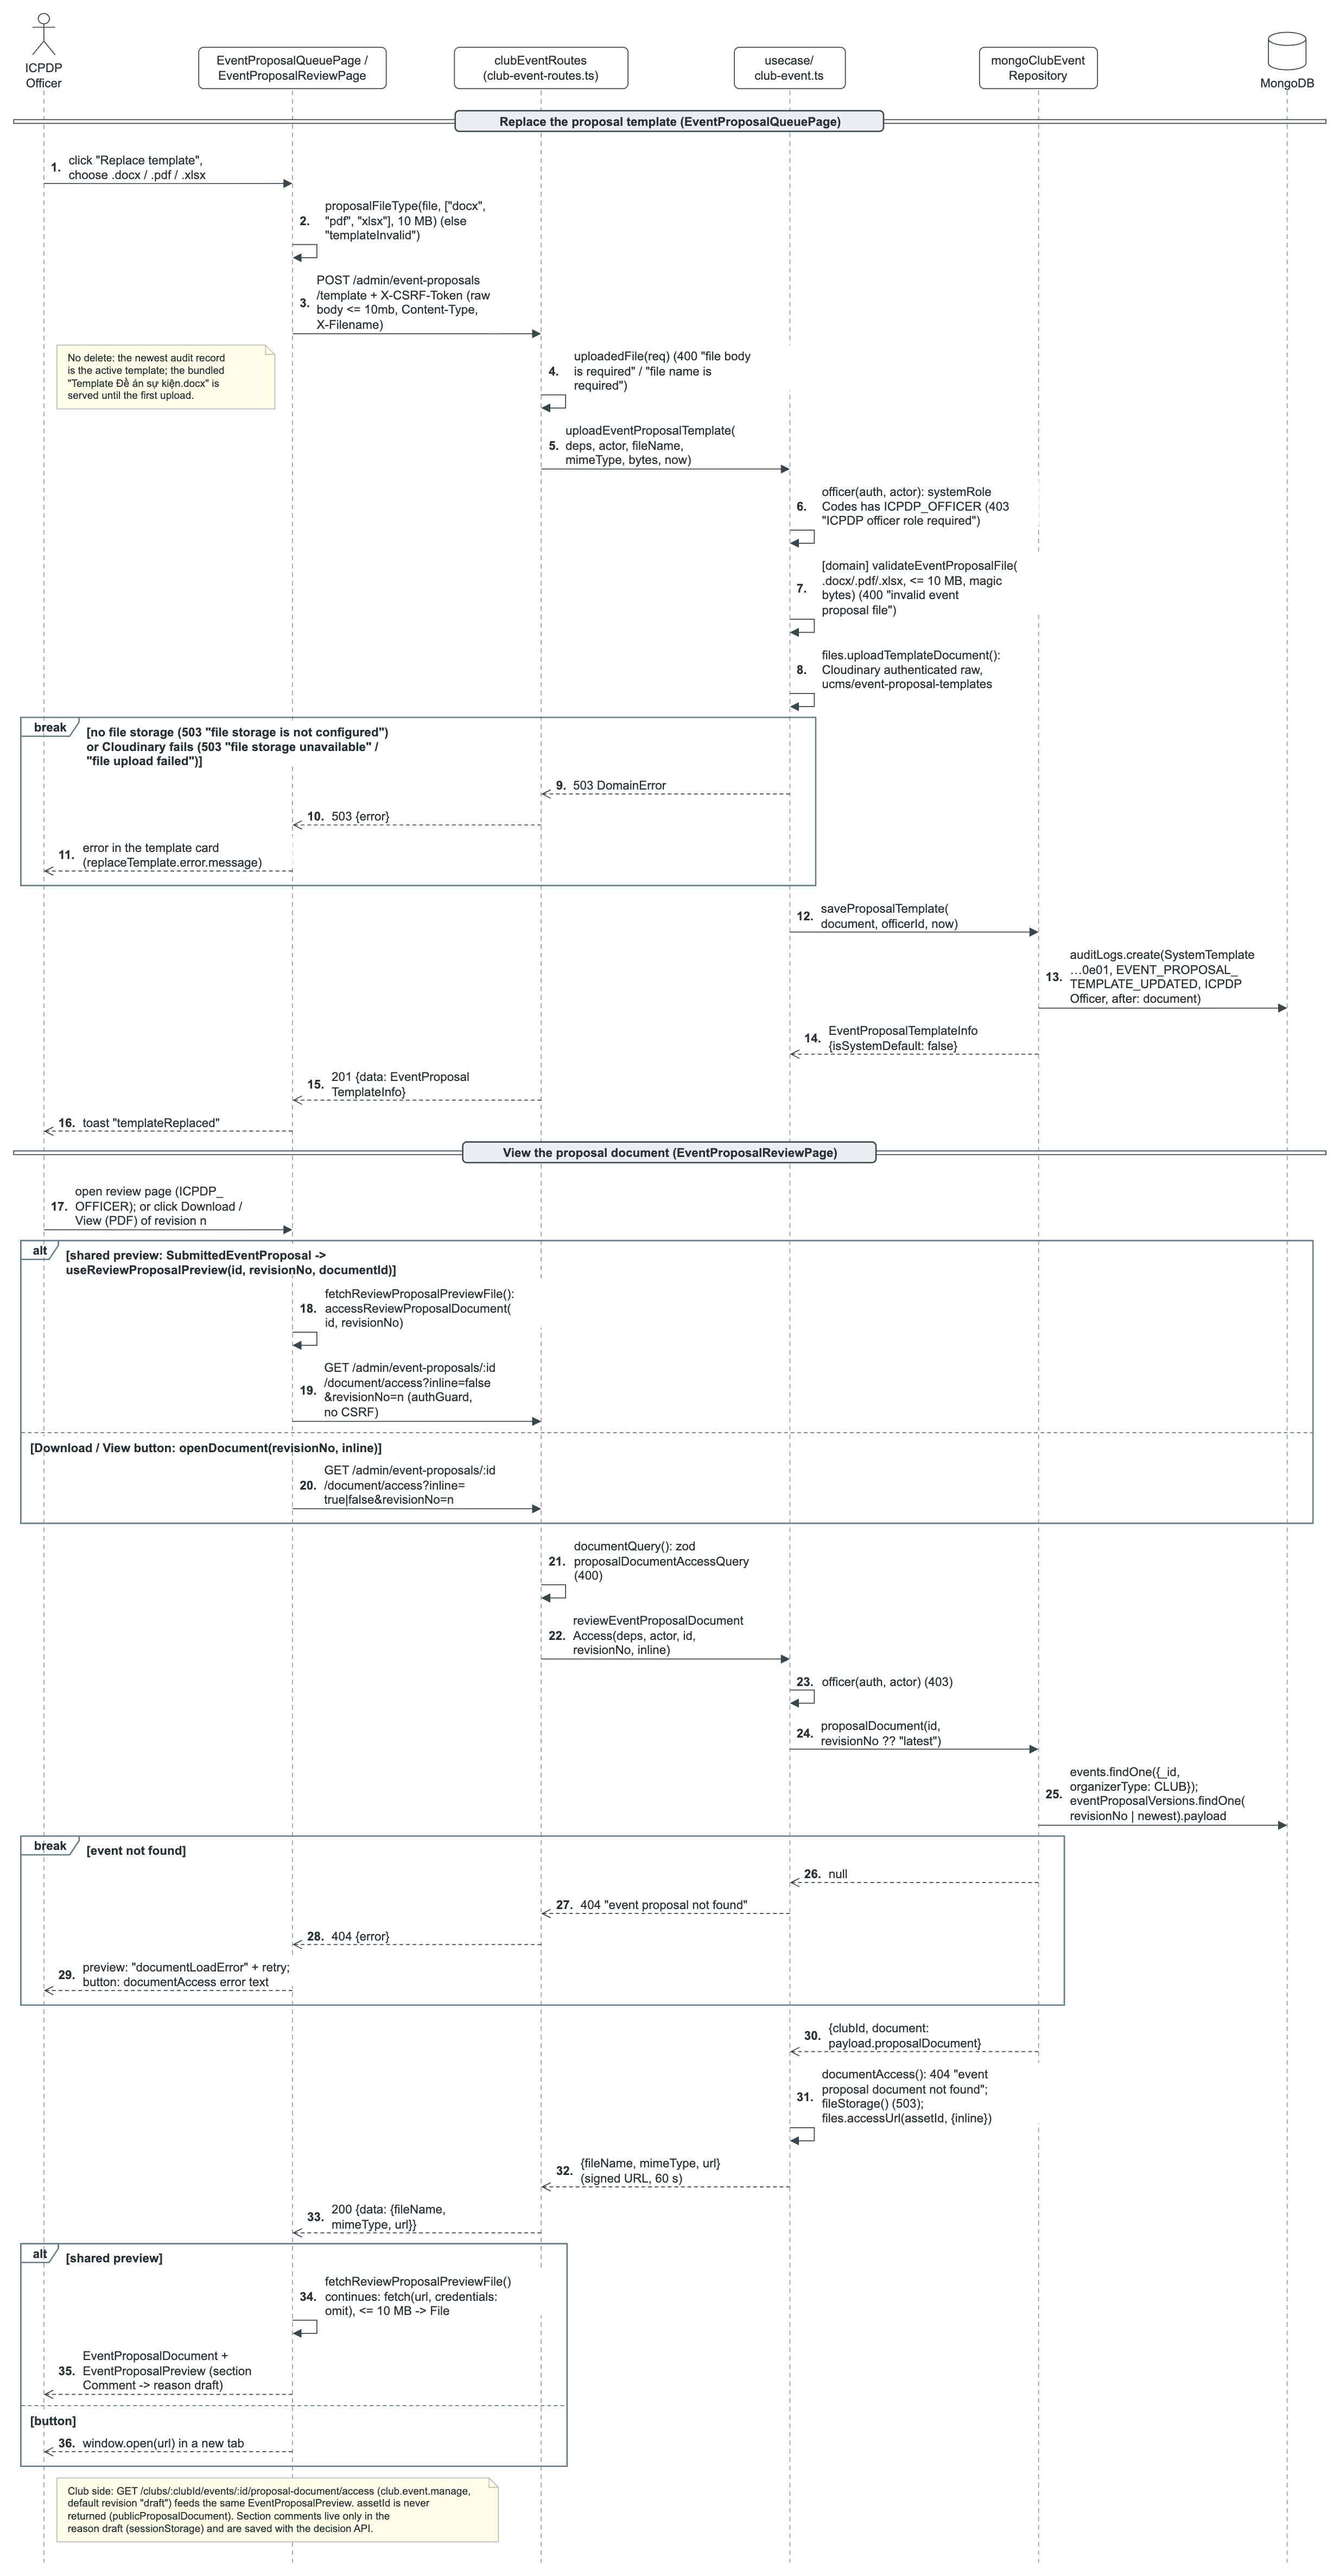 ICPDP
Officer
EventProposalQueuePage /
EventProposalReviewPage
clubEventRoutes
(club-event-routes.ts)
usecase/
club-event.ts
mongoClubEvent
Repository
MongoDB
Replace the proposal template (EventProposalQueuePage)
1. click "Replace template",
choose .docx / .pdf / .xlsx
2. proposalFileType(file, ["docx",
"pdf", "xlsx"], 10 MB) (else
"templateInvalid")
3. POST /admin/event-proposals
/template + X-CSRF-Token (raw
body <= 10mb, Content-Type,
X-Filename)
No delete: the newest audit record
is the active template; the bundled
"Template Đề án sự kiện.docx" is
served until the first upload.
4. uploadedFile(req) (400 "file body
is required" / "file name is
required")
5. uploadEventProposalTemplate(
deps, actor, fileName,
mimeType, bytes, now)
6. officer(auth, actor): systemRole
Codes has ICPDP_OFFICER (403
"ICPDP officer role required")
7. [domain] validateEventProposalFile(
.docx/.pdf/.xlsx, <= 10 MB, magic
bytes) (400 "invalid event
proposal file")
8. files.uploadTemplateDocument():
Cloudinary authenticated raw,
ucms/event-proposal-templates
break
[no file storage (503 "file storage is not configured")
or Cloudinary fails (503 "file storage unavailable" /
"file upload failed")]
9. 503 DomainError
10. 503 {error}
11. error in the template card
(replaceTemplate.error.message)
12. saveProposalTemplate(
document, officerId, now)
13. auditLogs.create(SystemTemplate
…0e01, EVENT_PROPOSAL_
TEMPLATE_UPDATED, ICPDP
Officer, after: document)
14. EventProposalTemplateInfo
{isSystemDefault: false}
15. 201 {data: EventProposal
TemplateInfo}
16. toast "templateReplaced"
View the proposal document (EventProposalReviewPage)
17. open review page (ICPDP_
OFFICER); or click Download /
View (PDF) of revision n
alt
[shared preview: SubmittedEventProposal ->
useReviewProposalPreview(id, revisionNo, documentId)]
18. fetchReviewProposalPreviewFile():
accessReviewProposalDocument(
id, revisionNo)
19. GET /admin/event-proposals/:id
/document/access?inline=false
&revisionNo=n (authGuard,
no CSRF)
[Download / View button: openDocument(revisionNo, inline)]
20. GET /admin/event-proposals/:id
/document/access?inline=
true|false&revisionNo=n
21. documentQuery(): zod
proposalDocumentAccessQuery
(400)
22. reviewEventProposalDocument
Access(deps, actor, id,
revisionNo, inline)
23. officer(auth, actor) (403)
24. proposalDocument(id,
revisionNo ?? "latest")
25. events.findOne({_id,
organizerType: CLUB});
eventProposalVersions.findOne(
revisionNo | newest).payload
break
[event not found]
26. null
27. 404 "event proposal not found"
28. 404 {error}
29. preview: "documentLoadError" + retry;
button: documentAccess error text
30. {clubId, document:
payload.proposalDocument}
31. documentAccess(): 404 "event
proposal document not found";
fileStorage() (503);
files.accessUrl(assetId, {inline})
32. {fileName, mimeType, url}
(signed URL, 60 s)
33. 200 {data: {fileName,
mimeType, url}}
alt
[shared preview]
34. fetchReviewProposalPreviewFile()
continues: fetch(url, credentials:
omit), <= 10 MB -> File
35. EventProposalDocument +
EventProposalPreview (section
Comment -> reason draft)
[button]
36. window.open(url) in a new tab
Club side: GET /clubs/:clubId/events/:id/proposal-document/access (club.event.manage,
default revision "draft") feeds the same EventProposalPreview. assetId is never
returned (publicProposalDocument). Section comments live only in the
reason draft (sessionStorage) and are saved with the decision API.